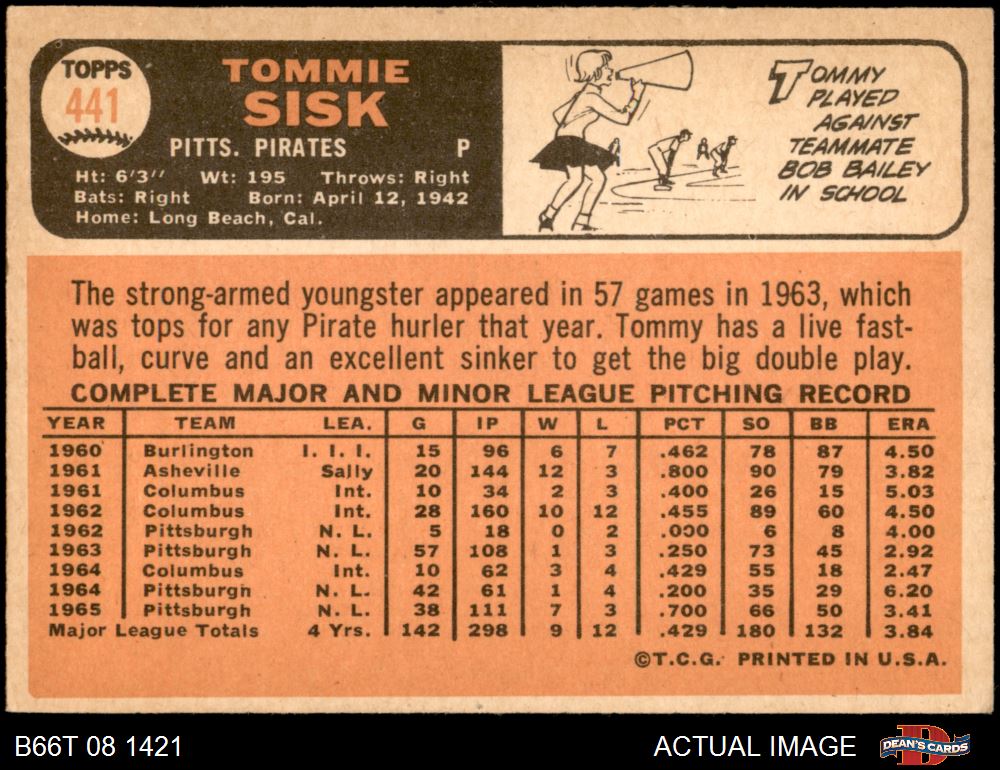 TOPPS
441
TOMMIE
SISK
PITTS. PIRATES P
Ht: 6'3" Wt: 195 Throws: Right
Bats: Right Born: April 12, 1942
Home: Long Beach, Cal.
TOMMY
PLAYED
AGAINST
TEAMMATE
BOB BAILEY
IN SCHOOL
The strong-armed youngster appeared in 57 games in 1963, which
was tops for any Pirate hurler that year. Tommy has a live fast-
ball, curve and an excellent sinker to get the big double play.
COMPLETE MAJOR AND MINOR LEAGUE PITCHING RECORD
YEAR TEAM LEA. G IP W L PCT SO BB ERA
1960 Burlington I. I. I. 15 96 6 7 .462 78 87 4.50
1961 Asheville Sally 20 144 12 3 .800 90 79 3.82
1961 Columbus Int. 10 34 2 3 .400 26 15 5.03
1962 Columbus Int. 28 160 10 12 .455 89 60 4.50
1962 Pittsburgh N. L. 5 18 0 2 .000 6 8 4.00
1963 Pittsburgh N. L. 57 108 1 3 .250 73 45 2.92
1964 Columbus Int. 10 62 3 4 .429 55 18 2.47
1964 Pittsburgh N. L. 42 61 1 4 .200 35 29 6.20
1965 Pittsburgh N. L. 38 111 7 3 .700 66 50 3.41
Major League Totals 4 Yrs. 142 298 9 12 .429 180 132 3.84
©T.C.G. PRINTED IN U.S.A.
B66T 08 1421 ACTUAL IMAGE DEAN'S CARDS